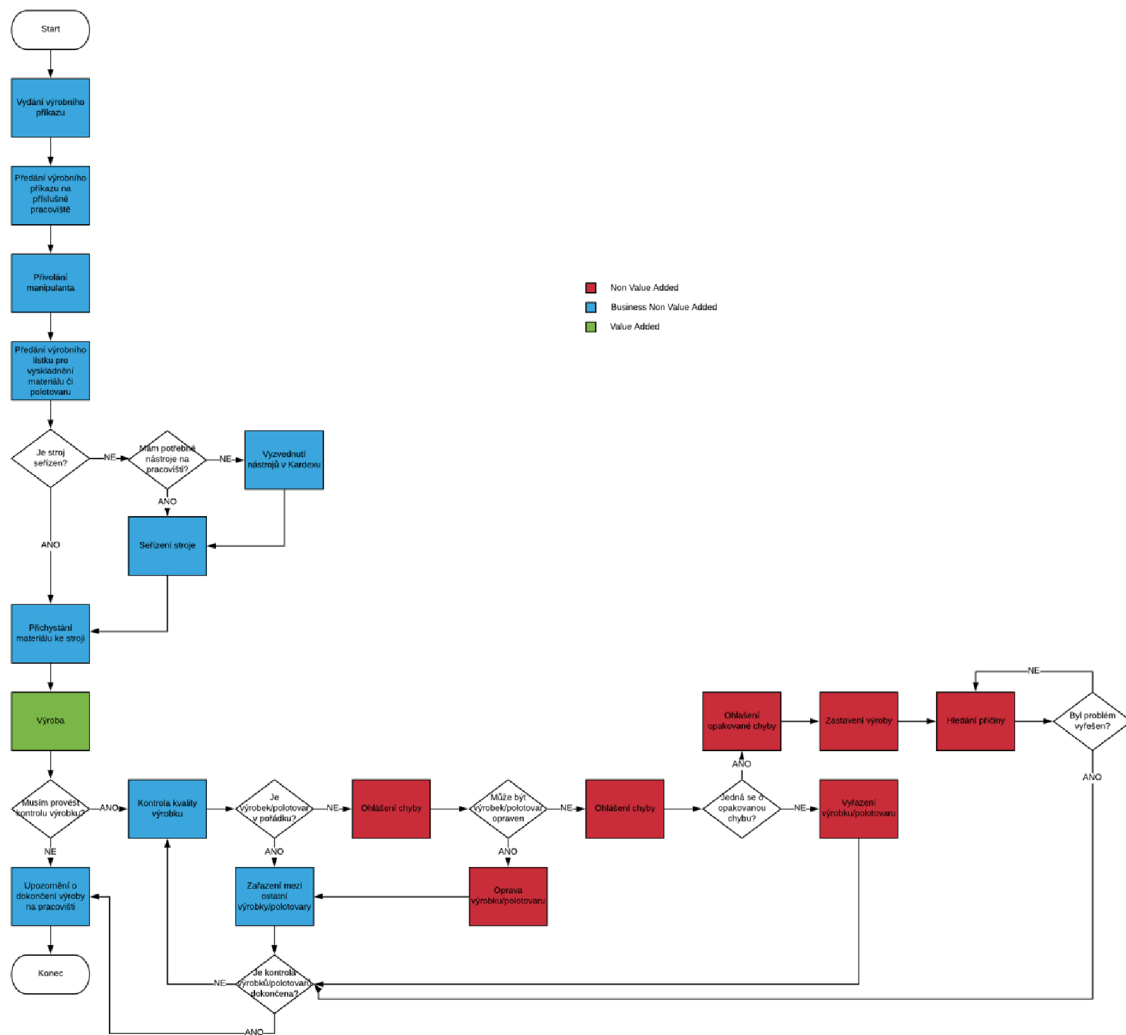 Start
Vydání výrobního
příkazu
Předání výrobního
příkazu na
příslušné
pracoviště
Přivolání
manipulanta
Non Value Added
Business Non Value Added
Value Added
Předání výrobního
lístku pro
vyskladnění
materiálu či
polotovaru
Je stroj
seřízen?
NE
Mám potřebné
nástroje na
pracovišti?
NE
Vyzvednutí
nástrojů v Kardexu
ANO
ANO
Seřízení stroje
Přichystání
materiálu ke stroji
Výroba
Ohlašení
opakované chyby
Zastavení výroby
Hledání příčiny
NE
Byl problém
vyřešen?
ANO
ANO
Musím provést
kontrolu výrobku?
ANO
Kontrola kvality
výrobku
Je
výrobek/polotovar
v pořádku?
NE
Ohlášení chyby
Může být
výrobek/polotovar
opraven
NE
Ohlášení chyby
Jedná se o
opakovanou
chybu?
NE
Vyřazení
výrobku/polotovaru
NE
ANO
ANO
Upozornění o
dokončení výroby
na pracovišti
Zařazení mezi
ostatní
výrobky/polotovary
Oprava
výrobku/polotovaru
Konec
NE
Je kontrola
výrobků/polotovarů
dokončena?
ANO